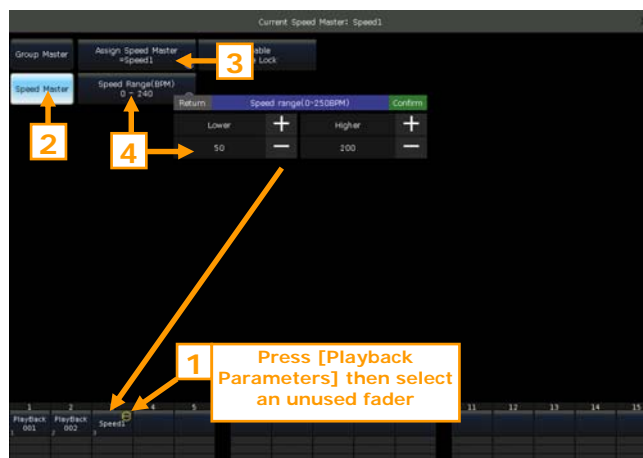 Current Speed Master: Speed1
Group Master
Assign Speed Master
=Speed1
able
Lock
3
Speed Master
Speed Range(BPM)
0 ~ 240
2
4
Return
Speed range(0~250BPM)
Confirm
Lower
+
Higher
+
50
—
200
—
1
Press [Playback
Parameters] then select
an unused fader
1 2 4 5 11 12 13 14 15
PlayBack
001
PlayBack
002
Speed1
1 2 3